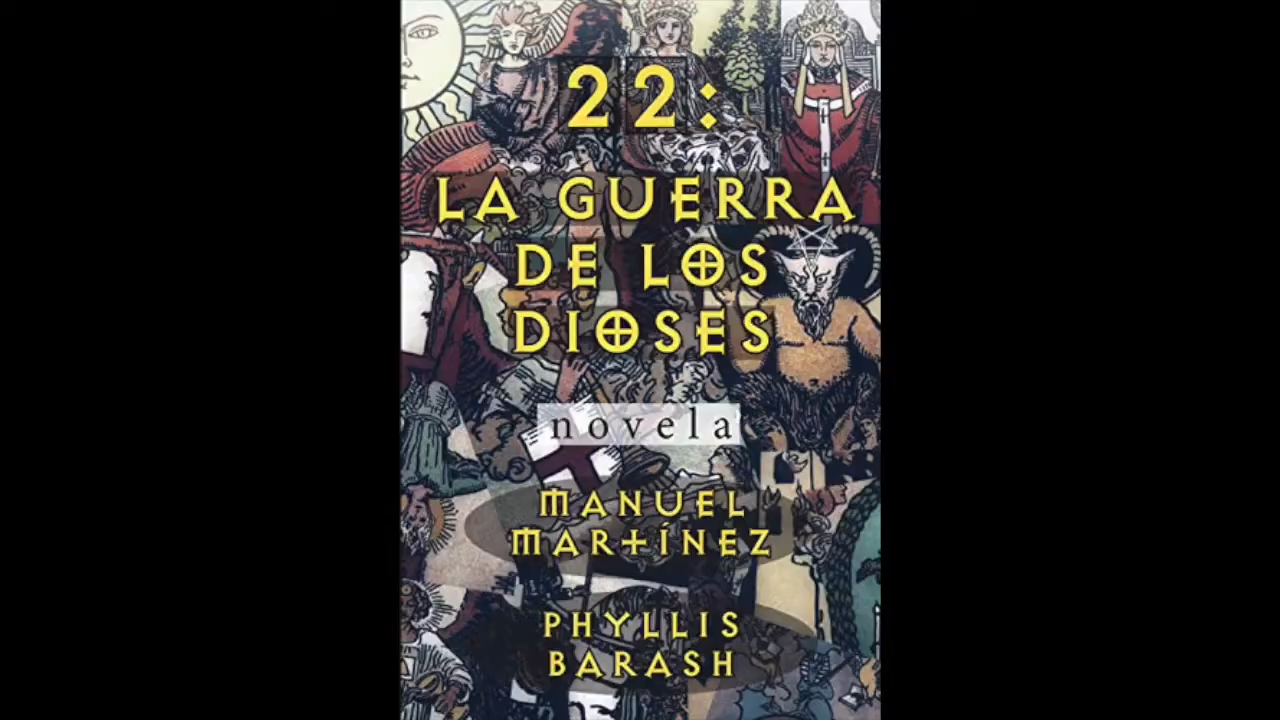 22:
LA GUERRA
DE LOS
DIOSES
novela
MANUEL
MARTÍNEZ
PHYLLIS
BARASH